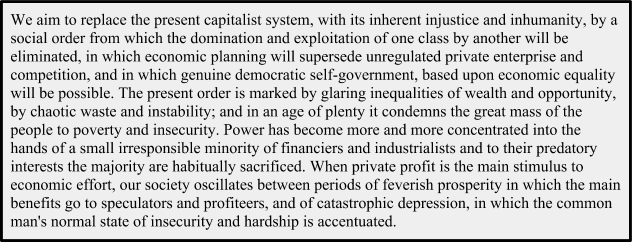 We aim to replace the present capitalist system, with its inherent injustice and inhumanity, by a
social order from which the domination and exploitation of one class by another will be
eliminated, in which economic planning will supersede unregulated private enterprise and
competition, and in which genuine democratic self-government, based upon economic equality
will be possible. The present order is marked by glaring inequalities of wealth and opportunity,
by chaotic waste and instability; and in an age of plenty it condemns the great mass of the
people to poverty and insecurity. Power has become more and more concentrated into the
hands of a small irresponsible minority of financiers and industrialists and to their predatory
interests the majority are habitually sacrificed. When private profit is the main stimulus to
economic effort, our society oscillates between periods of feverish prosperity in which the main
benefits go to speculators and profiteers, and of catastrophic depression, in which the common
man's normal state of insecurity and hardship is accentuated.